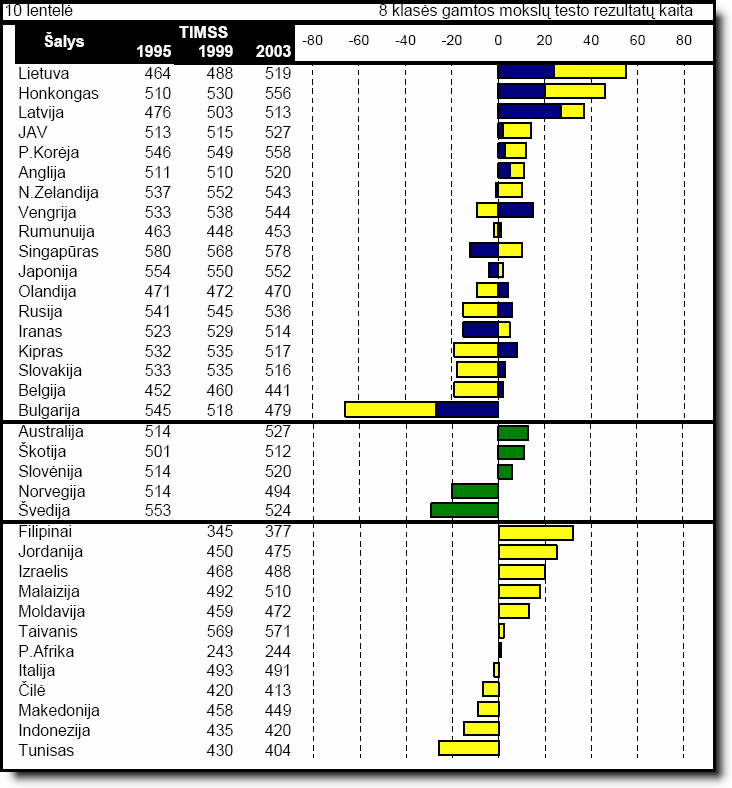 10 lentelė 8 klasės gamtos mokslų testo rezultatų kaita
Šalys TIMSS
1995 1999 2003 -80 -60 -40 -20 0 20 40 60 80
Lietuva 464 488 519
Honkongas 510 530 556
Latvija 476 503 513
JAV 513 515 527
P.Korėja 546 549 558
Anglija 511 510 520
N.Zelandija 537 552 543
Vengrija 533 538 544
Rumunuija 463 448 453
Singapūras 580 568 578
Japonija 554 550 552
Olandija 471 472 470
Rusija 541 545 536
Iranas 523 529 514
Kipras 532 535 517
Slovakija 533 535 516
Belgija 452 460 441
Bulgarija 545 518 479
Australija 514 527
Škotija 501 512
Slovėnija 514 520
Norvegija 514 494
Švedija 553 524
Filipinai 345 377
Jordanija 450 475
Izraelis 468 488
Malaizija 492 510
Moldavija 459 472
Taivanis 569 571
P.Afrika 243 244
Italija 493 491
Čilė 420 413
Makedonija 458 449
Indonezija 435 420
Tunisas 430 404